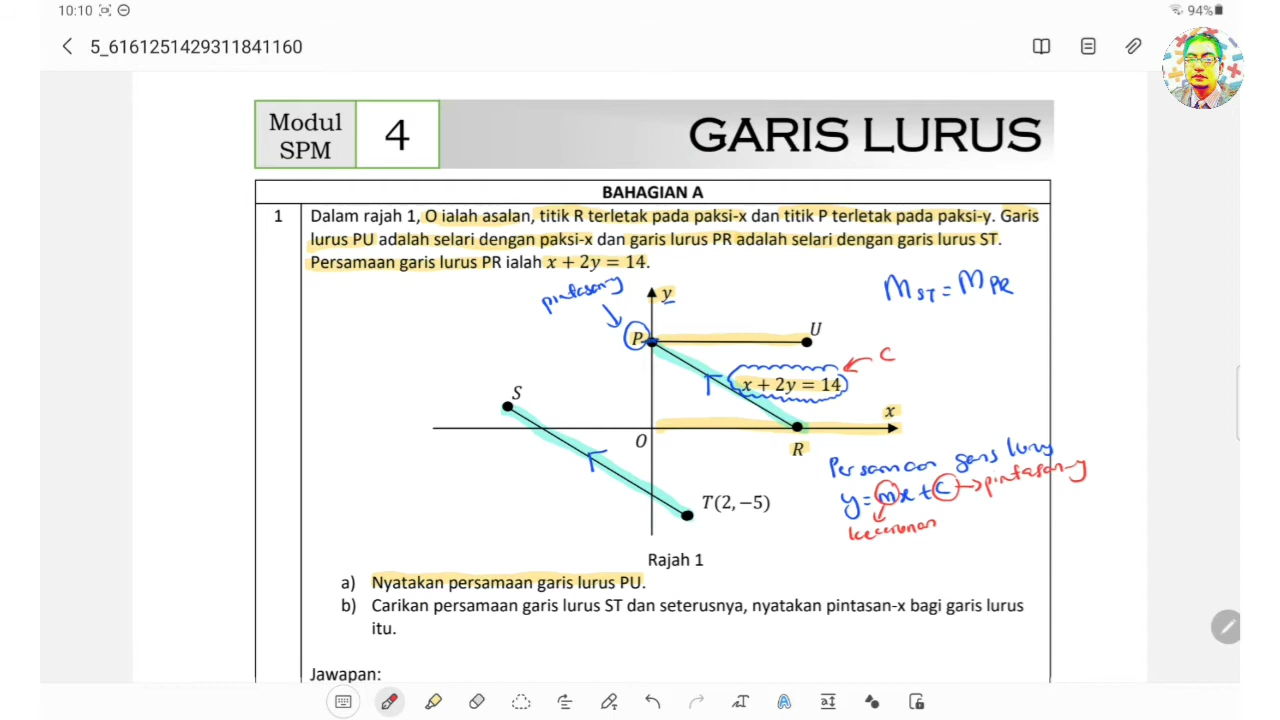 10:10
94%
5_6161251429311841160
Modul SPM 4 GARIS LURUS
BAHAGIAN A
1 Dalam rajah 1, O ialah asalan, titik R terletak pada paksi-x dan titik P terletak pada paksi-y. Garis
lurus PU adalah selari dengan paksi-x dan garis lurus PR adalah selari dengan garis lurus ST.
Persamaan garis lurus PR ialah x + 2y = 14.
pintasan-y
y
M_ST = M_PR
P
U
C
x + 2y = 14
S
x
O
R
Persamaan garis lurus
y = mx + c → pintasan-y
kecerunan
T(2, −5)
Rajah 1
a) Nyatakan persamaan garis lurus PU.
b) Carikan persamaan garis lurus ST dan seterusnya, nyatakan pintasan-x bagi garis lurus
itu.
Jawapan: